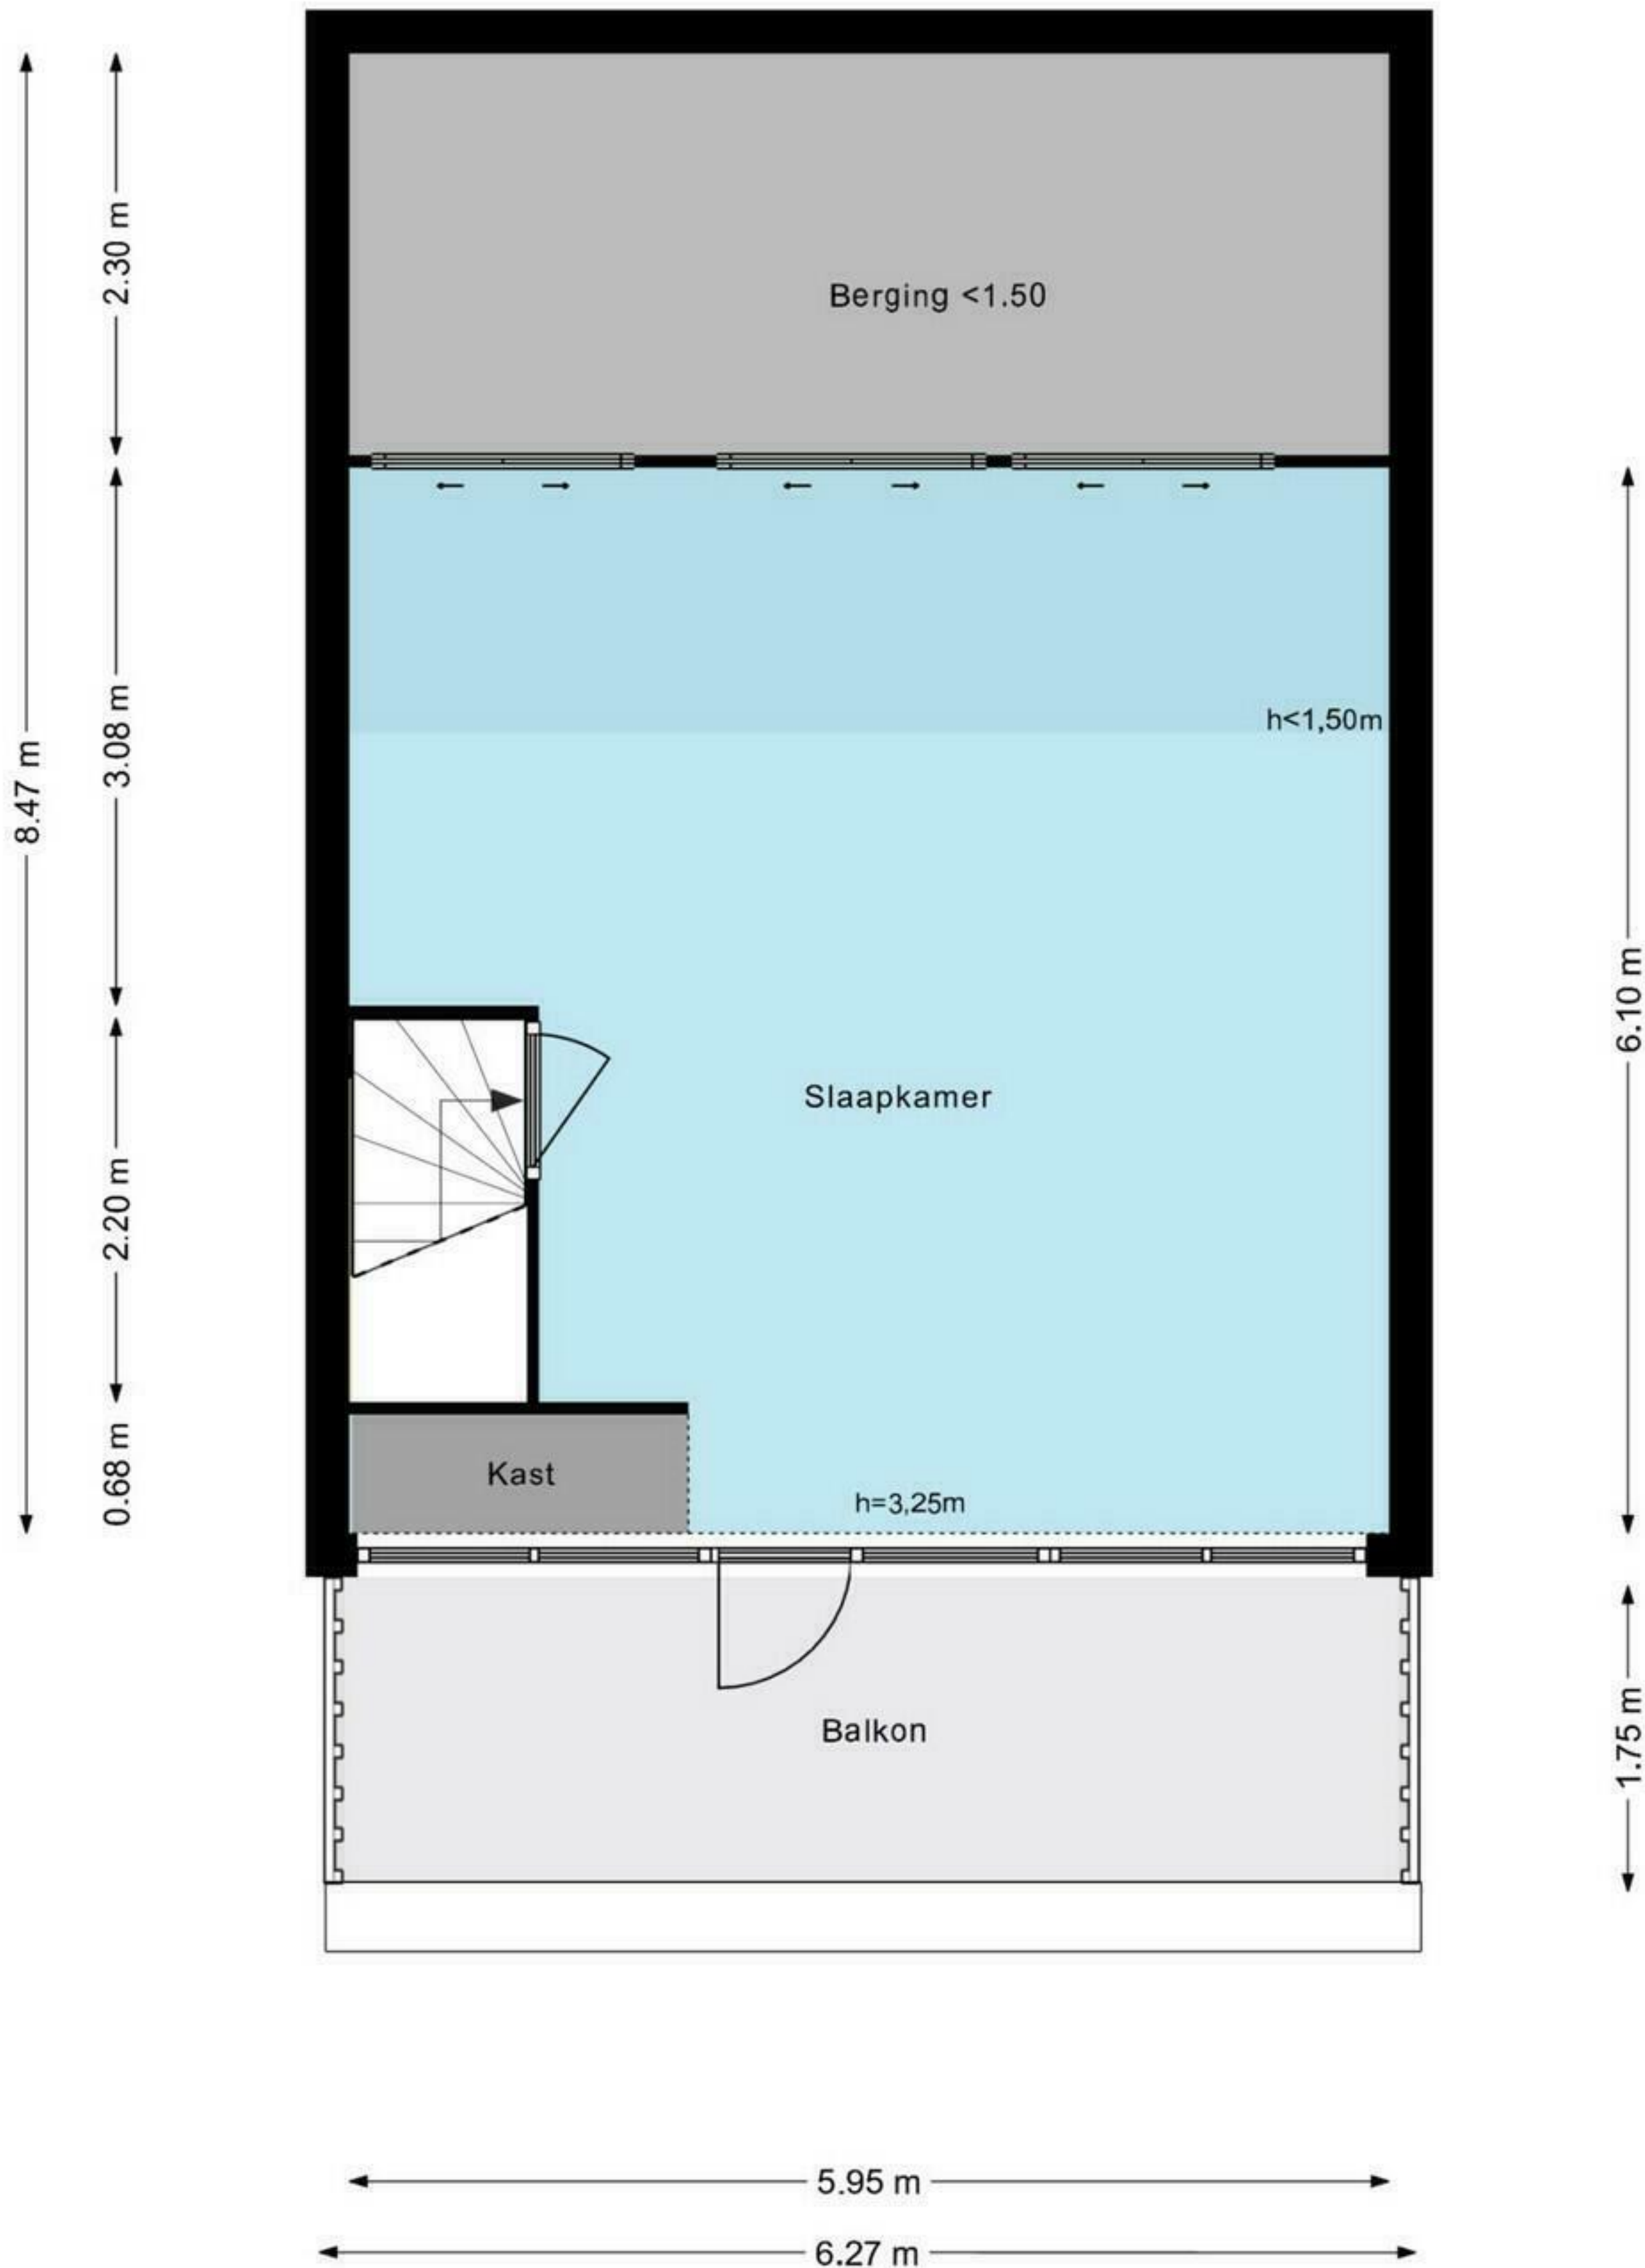 2.30 m
Berging <1.50
3.08 m
8.47 m
h<1,50m
6.10 m
Slaapkamer
2.20 m
0.68 m
Kast
h=3,25m
Balkon
1.75 m
5.95 m
6.27 m